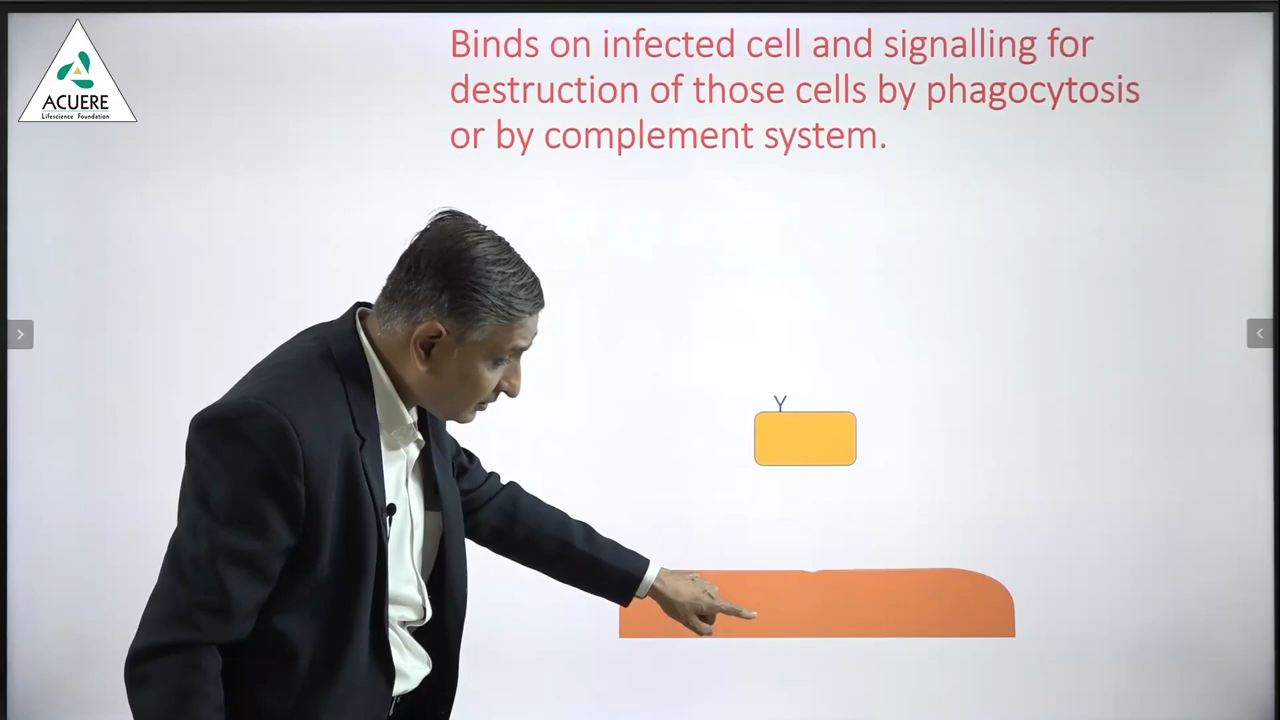 Binds on infected cell and signalling for
destruction of those cells by phagocytosis
or by complement system.
ACUERE
Lifescience Foundation
Y